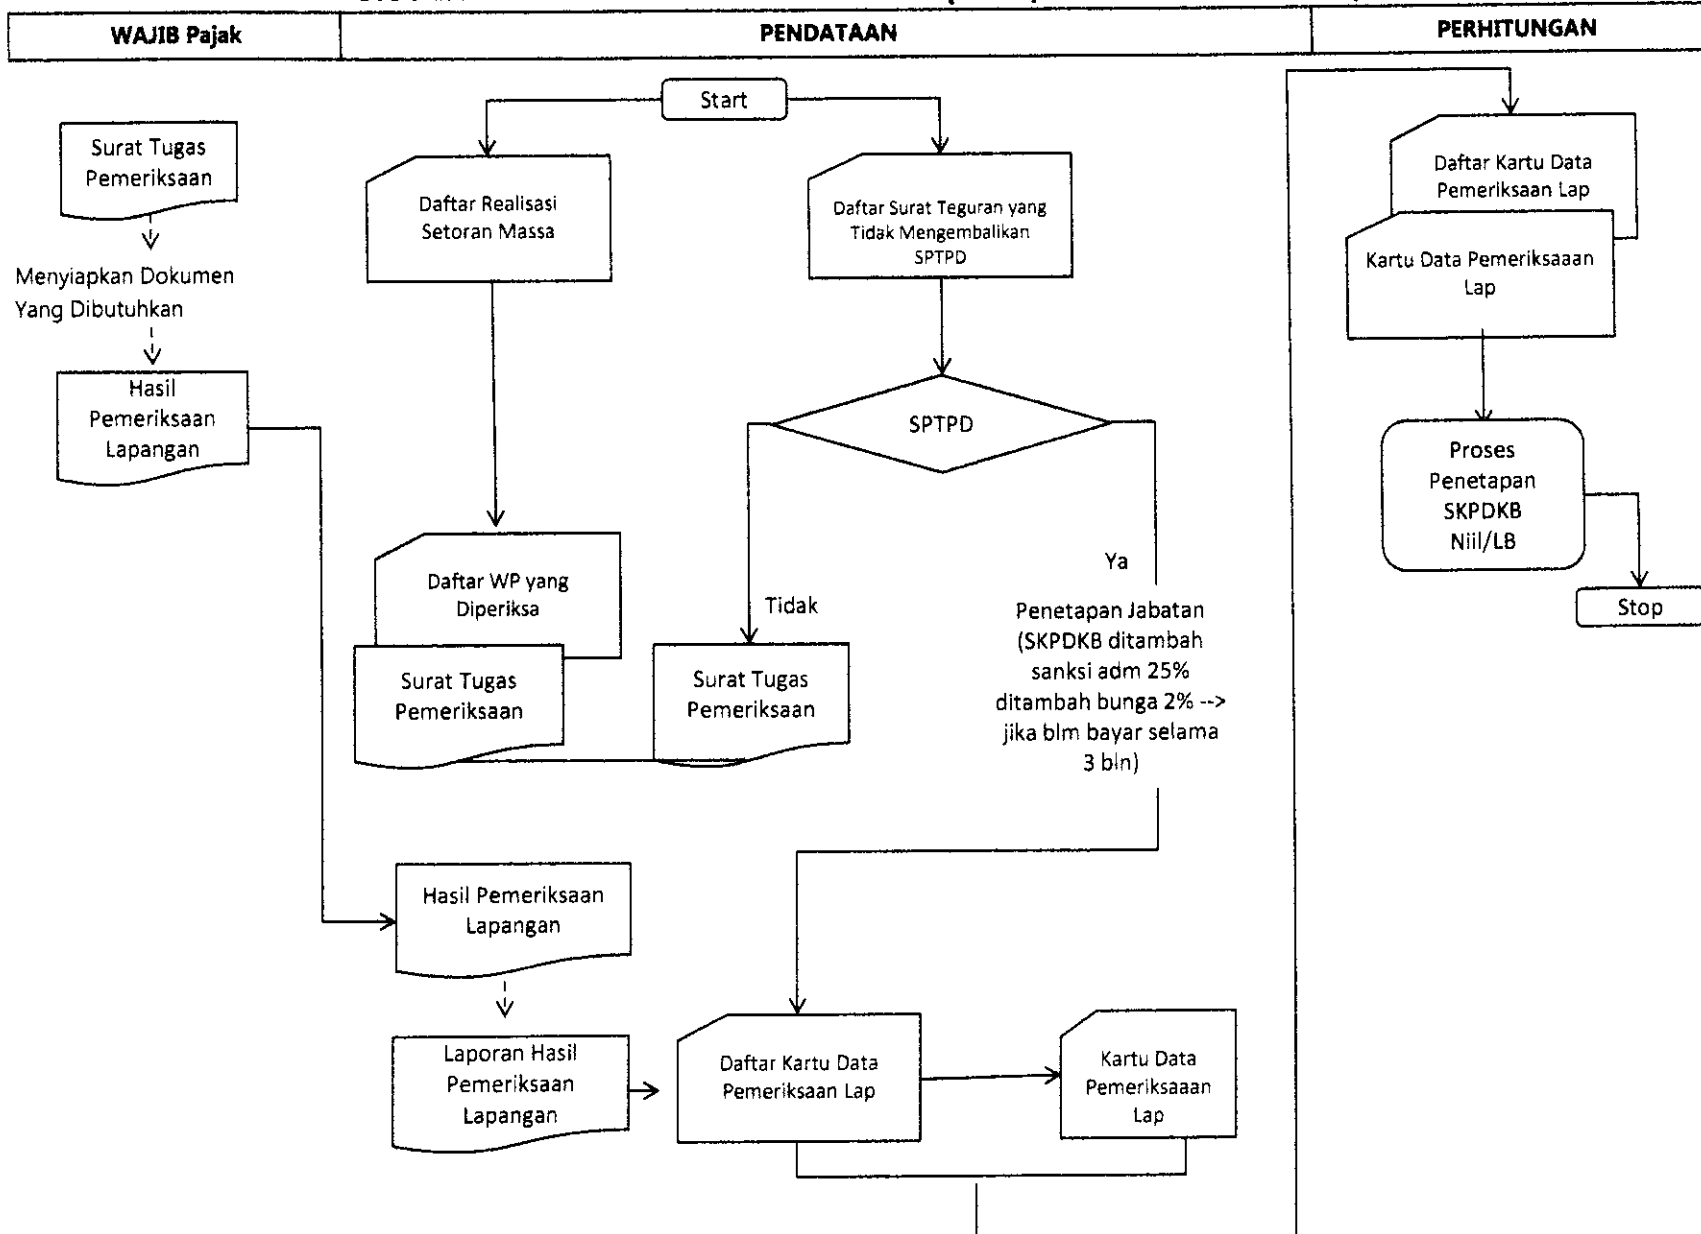 WAJIB Pajak
PENDATAAN
PERHITUNGAN
Surat Tugas
Pemeriksaan
Menyiapkan Dokumen
Yang Dibutuhkan
Hasil
Pemeriksaan
Lapangan
Start
Daftar Realisasi
Setoran Massa
Daftar Surat Teguran yang
Tidak Mengembalikan
SPTPD
SPTPD
Daftar WP yang
Diperiksa
Surat Tugas
Pemeriksaan
Tidak
Surat Tugas
Pemeriksaan
Ya
Penetapan Jabatan
(SKPDKB ditambah
sanksi adm 25%
ditambah bunga 2% -->
jika blm bayar selama
3 bln)
Hasil Pemeriksaan
Lapangan
Laporan Hasil
Pemeriksaan
Lapangan
Daftar Kartu Data
Pemeriksaan Lap
Kartu Data
Pemeriksaaan
Lap
Daftar Kartu Data
Pemeriksaan Lap
Kartu Data Pemeriksaaan
Lap
Proses
Penetapan
SKPDKB
Niil/LB
Stop